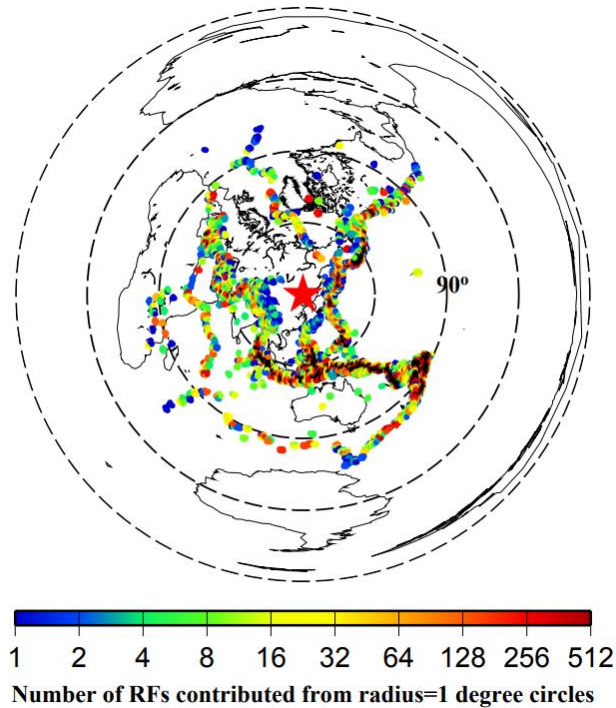 90º
1 2 4 8 16 32 64 128 256 512
Number of RFs contributed from radius=1 degree circles